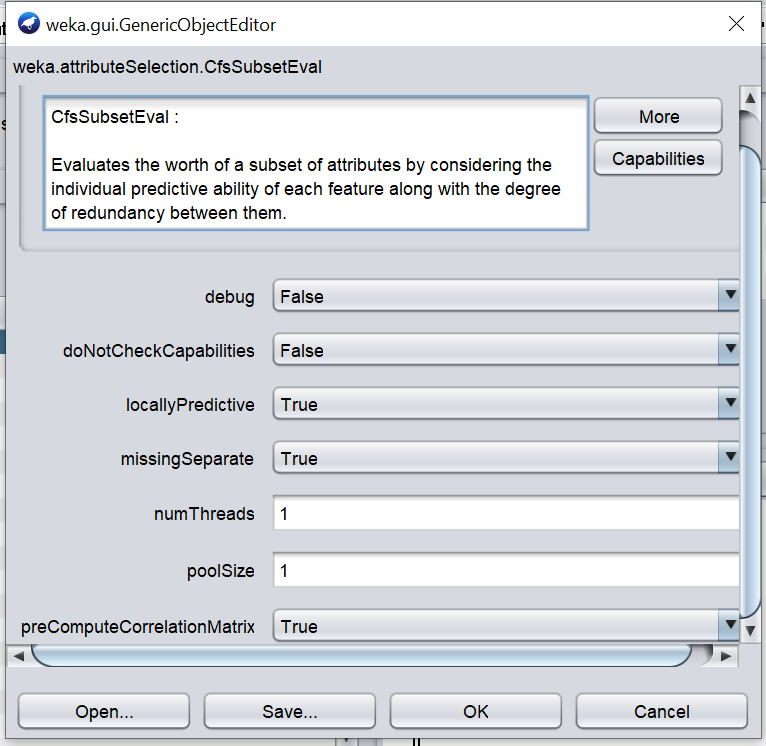 weka.gui.GenericObjectEditor
weka.attributeSelection.CfsSubsetEval
CfsSubsetEval :
Evaluates the worth of a subset of attributes by considering the
individual predictive ability of each feature along with the degree
of redundancy between them.
More
Capabilities
debug False
doNotCheckCapabilities False
locallyPredictive True
missingSeparate True
numThreads 1
poolSize 1
preComputeCorrelationMatrix True
Open... Save... OK Cancel